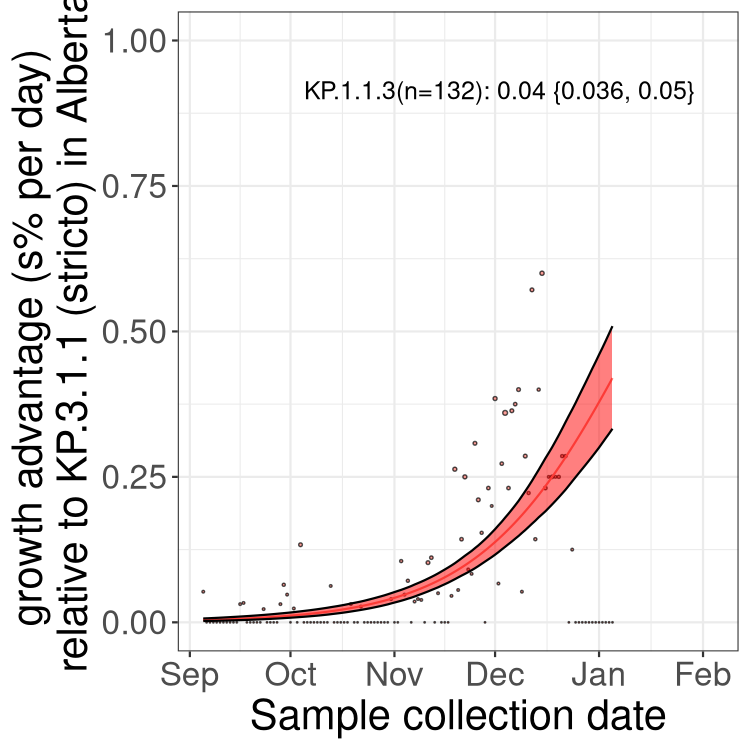 growth advantage (s% per day)
relative to KP.3.1.1 (stricto) in Alberta
1.00
0.75
0.50
0.25
0.00
KP.1.1.3(n=132): 0.04 {0.036, 0.05}
Sep Oct Nov Dec Jan Feb
Sample collection date